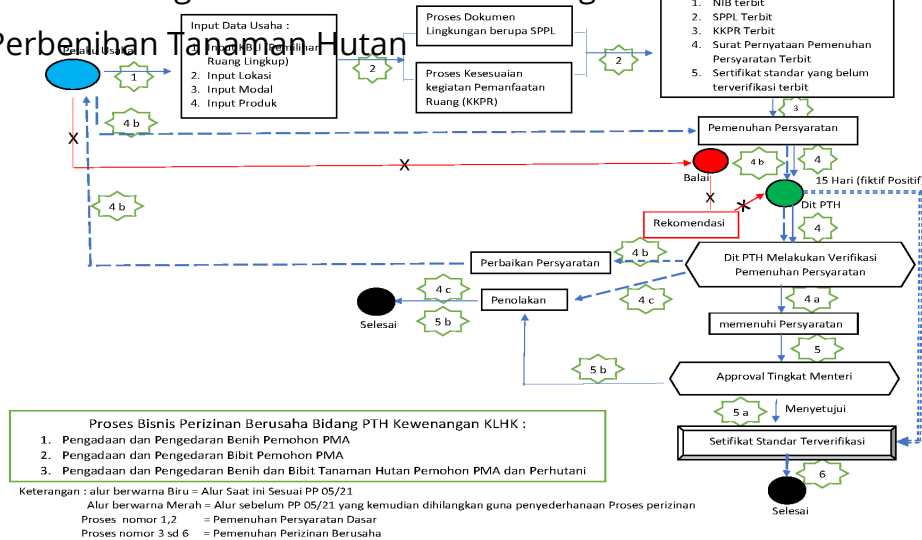 Perbenihan Tanaman Hutan
Pelaku Usaha
1
Input Data Usaha :
1. Input KBLI (Pemilihan
Ruang Lingkup)
2. Input Lokasi
3. Input Modal
4. Input Produk
2
Proses Dokumen
Lingkungan berupa SPPL
Proses Kesesuaian
kegiatan Pemanfaatan
Ruang (KKPR)
2
1. NIB terbit
2. SPPL Terbit
3. KKPR Terbit
4. Surat Pernyataan Pemenuhan
Persyaratan Terbit
5. Sertifikat standar yang belum
terverifikasi terbit
3
4 b
X
Pemenuhan Persyaratan
X
Balai
4 b
4
15 Hari (fiktif Positif
X
X
Dit PTH
4 b
Rekomendasi
4
4 b
Perbaikan Persyaratan
Dit PTH Melakukan Verifikasi
Pemenuhan Persyaratan
4 c
Penolakan
4 c
4 a
Selesai
5 b
memenuhi Persyaratan
5
5 b
Approval Tingkat Menteri
5 a
Menyetujui
Setifikat Standar Terverifikasi
6
Selesai
Proses Bisnis Perizinan Berusaha Bidang PTH Kewenangan KLHK :
1. Pengadaan dan Pengedaran Benih Pemohon PMA
2. Pengadaan dan Pengedaran Bibit Pemohon PMA
3. Pengadaan dan Pengedaran Benih dan Bibit Tanaman Hutan Pemohon PMA dan Perhutani
Keterangan : alur berwarna Biru = Alur Saat ini Sesuai PP 05/21
Alur berwarna Merah = Alur sebelum PP 05/21 yang kemudian dihilangkan guna penyederhanaan Proses perizinan
Proses nomor 1,2 = Pemenuhan Persyaratan Dasar
Proses nomor 3 sd 6 = Pemenuhan Perizinan Berusaha